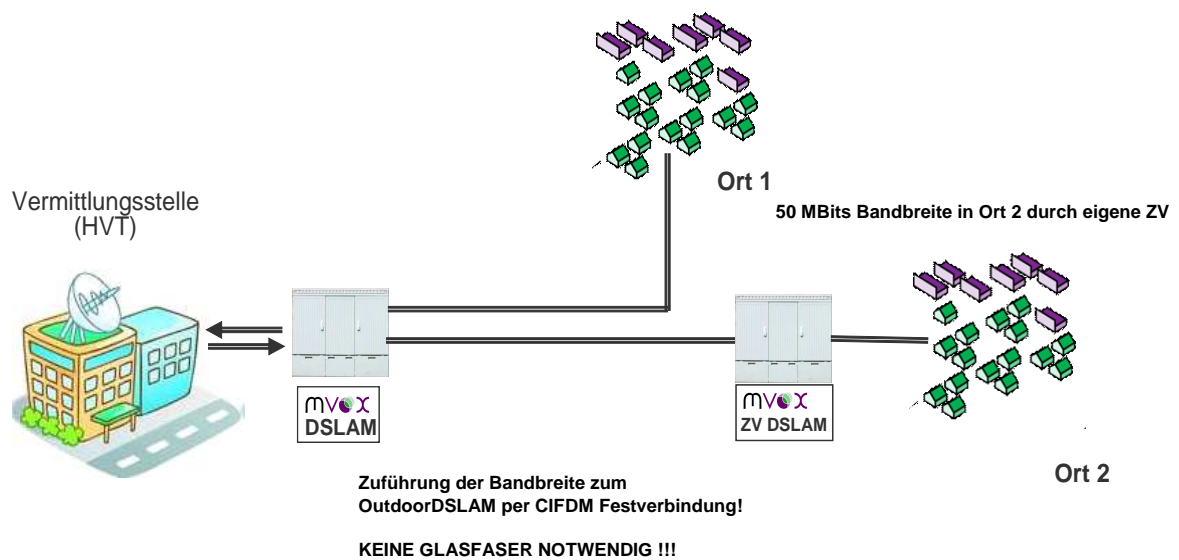 Ort 1
Vermittlungsstelle
(HVT)
50 MBits Bandbreite in Ort 2 durch eigene ZV
mvox
DSLAM
mvox
ZV DSLAM
Ort 2
Zuführung der Bandbreite zum
OutdoorDSLAM per CIFDM Festverbindung!
KEINE GLASFASER NOTWENDIG !!!